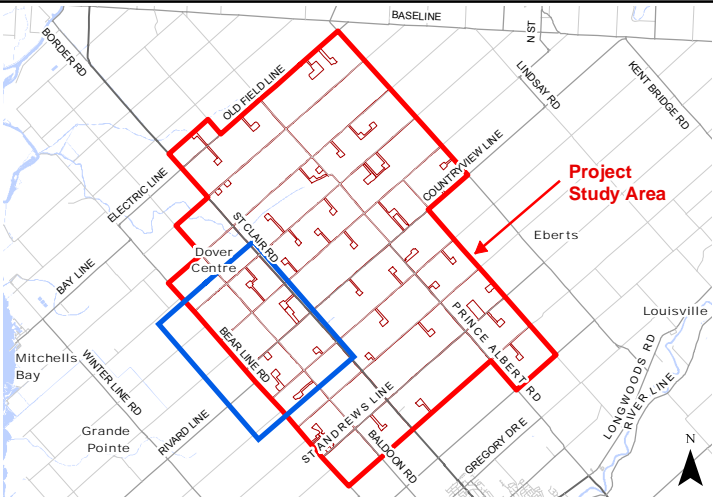 BASELINE
BORDER RD
N ST
OLD FIELD LINE
LINDSAY RD
KENT BRIDGE RD
COUNTRYVIEW LINE
Project
Study Area
ELECTRIC LINE
ST CLAIR RD
Eberts
Dover
Centre
BAY LINE
PRINCE ALBERT RD
Louisville
BEAR LINE RD
Mitchells
Bay
WINTER LINE RD
LONGWOODS RD
RIVER LINE
Grande
Pointe
RIVARD LINE
ST ANDREWS LINE
BALDOON RD
GREGORY DR E
N